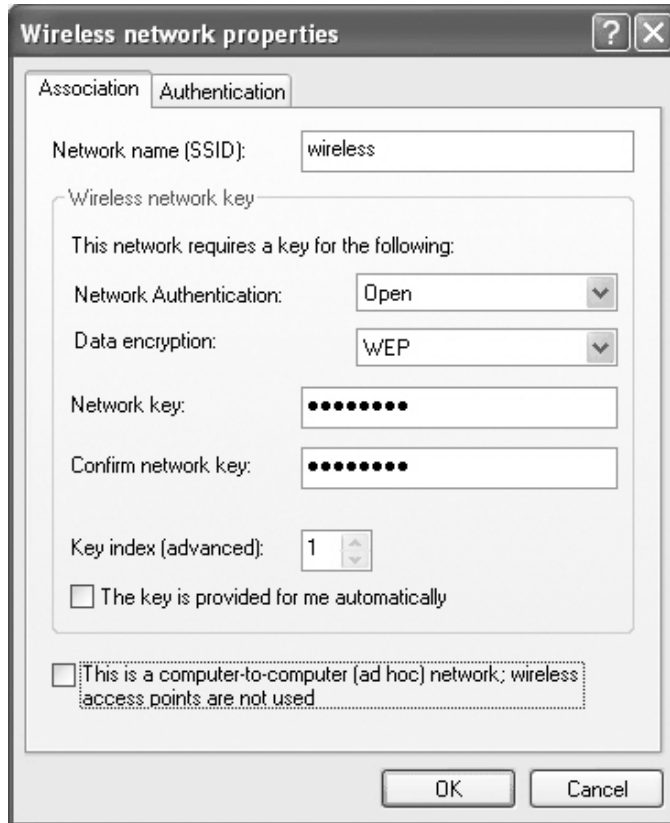 Wireless network properties
Association
Authentication
Network name (SSID):
wireless
Wireless network key
This network requires a key for the following:
Network Authentication:
Open
Data encryption:
WEP
Network key:
••••••••
Confirm network key:
••••••••
Key index (advanced):
1
The key is provided for me automatically
This is a computer-to-computer (ad hoc) network; wireless
access points are not used
OK
Cancel